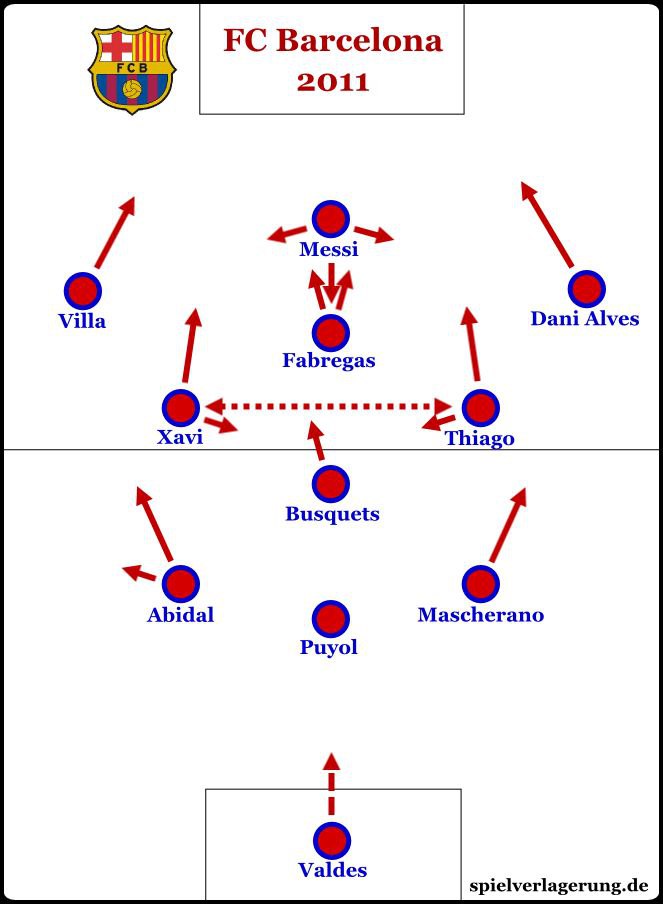 FC Barcelona
2011
FCB
Messi
Villa
Dani Alves
Fabregas
Xavi
Thiago
Busquets
Abidal
Mascherano
Puyol
Valdes
spielverlagerung.de